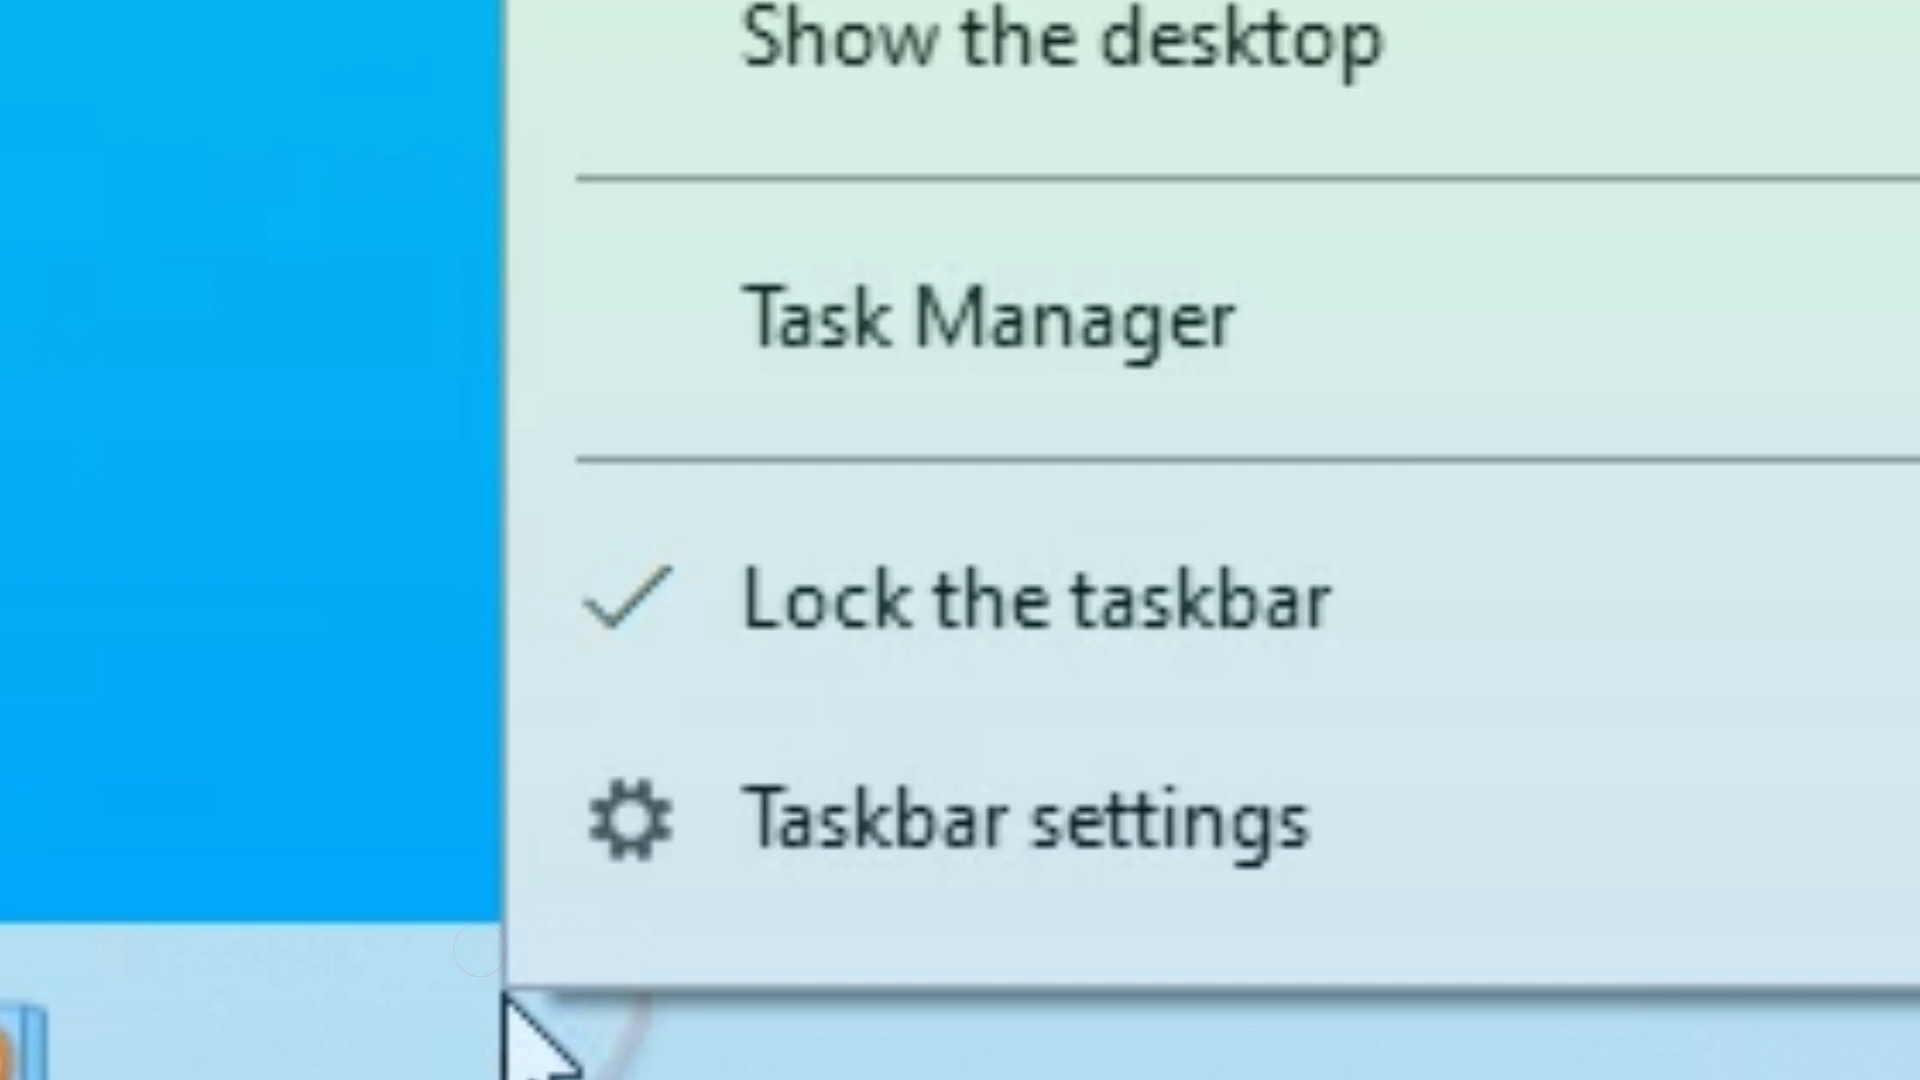 Show the desktop
Task Manager
Lock the taskbar
Taskbar settings